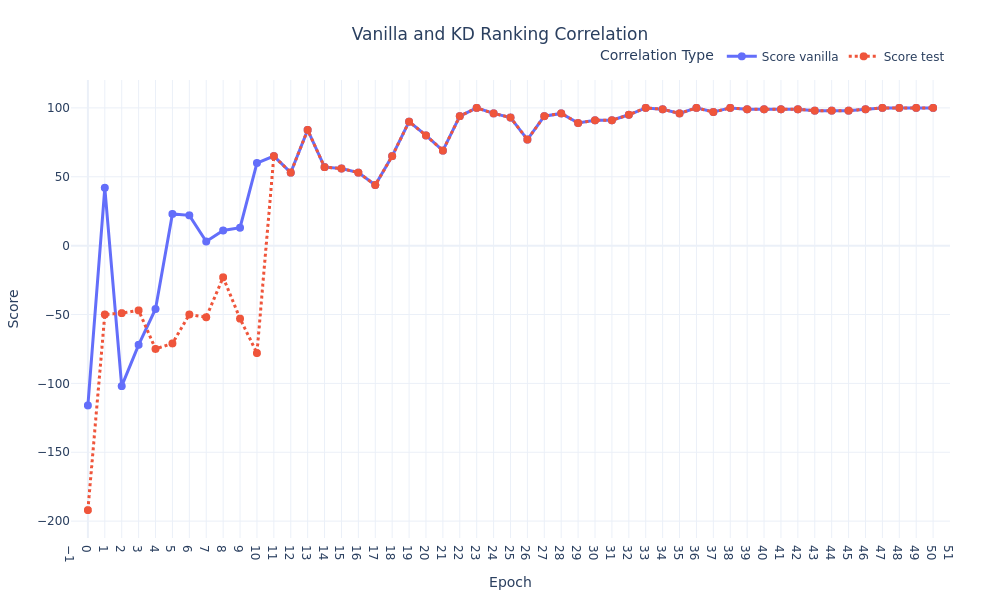 Vanilla and KD Ranking Correlation
Correlation Type Score vanilla Score test
100
50
0
−50
−100
−150
−200
Score
−1 0 1 2 3 4 5 6 7 8 9 10 11 12 13 14 15 16 17 18 19 20 21 22 23 24 25 26 27 28 29 30 31 32 33 34 35 36 37 38 39 40 41 42 43 44 45 46 47 48 49 50 51
Epoch